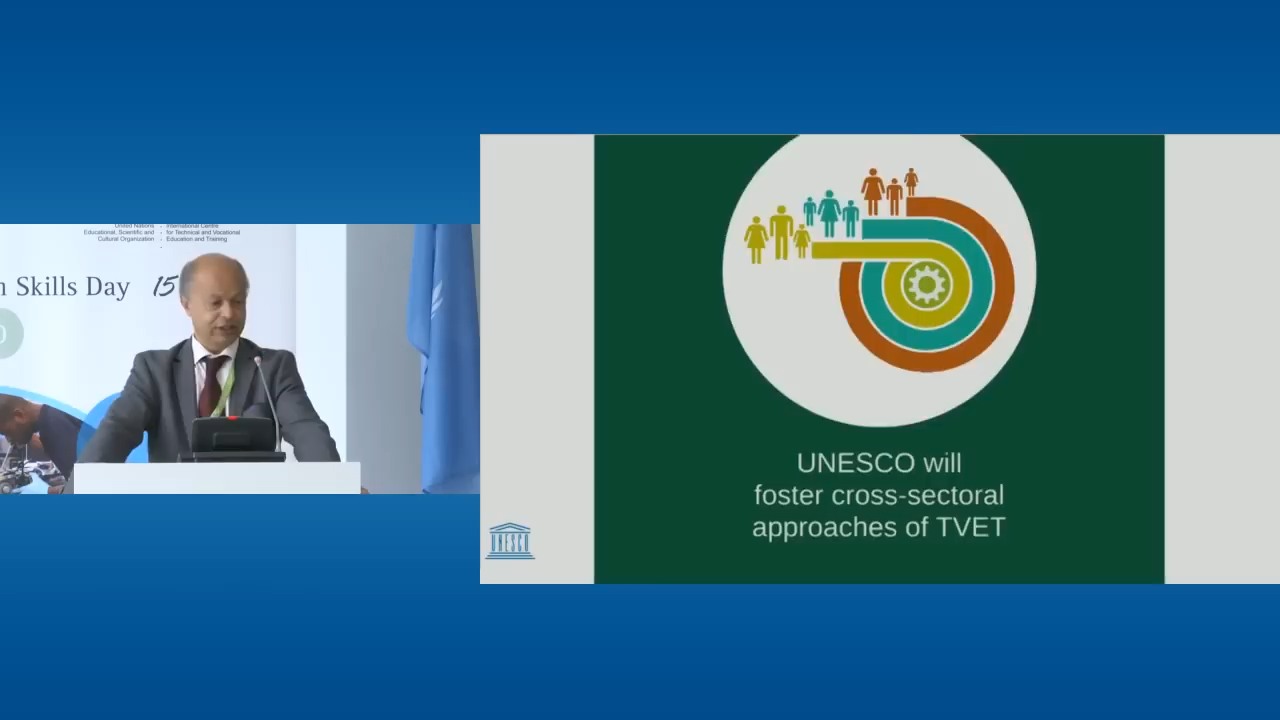 United Nations
Educational, Scientific and
Cultural Organization
International Centre
for Technical and Vocational
Education and Training
Skills Day 15
UNESCO will
foster cross-sectoral
approaches of TVET
UNESCO